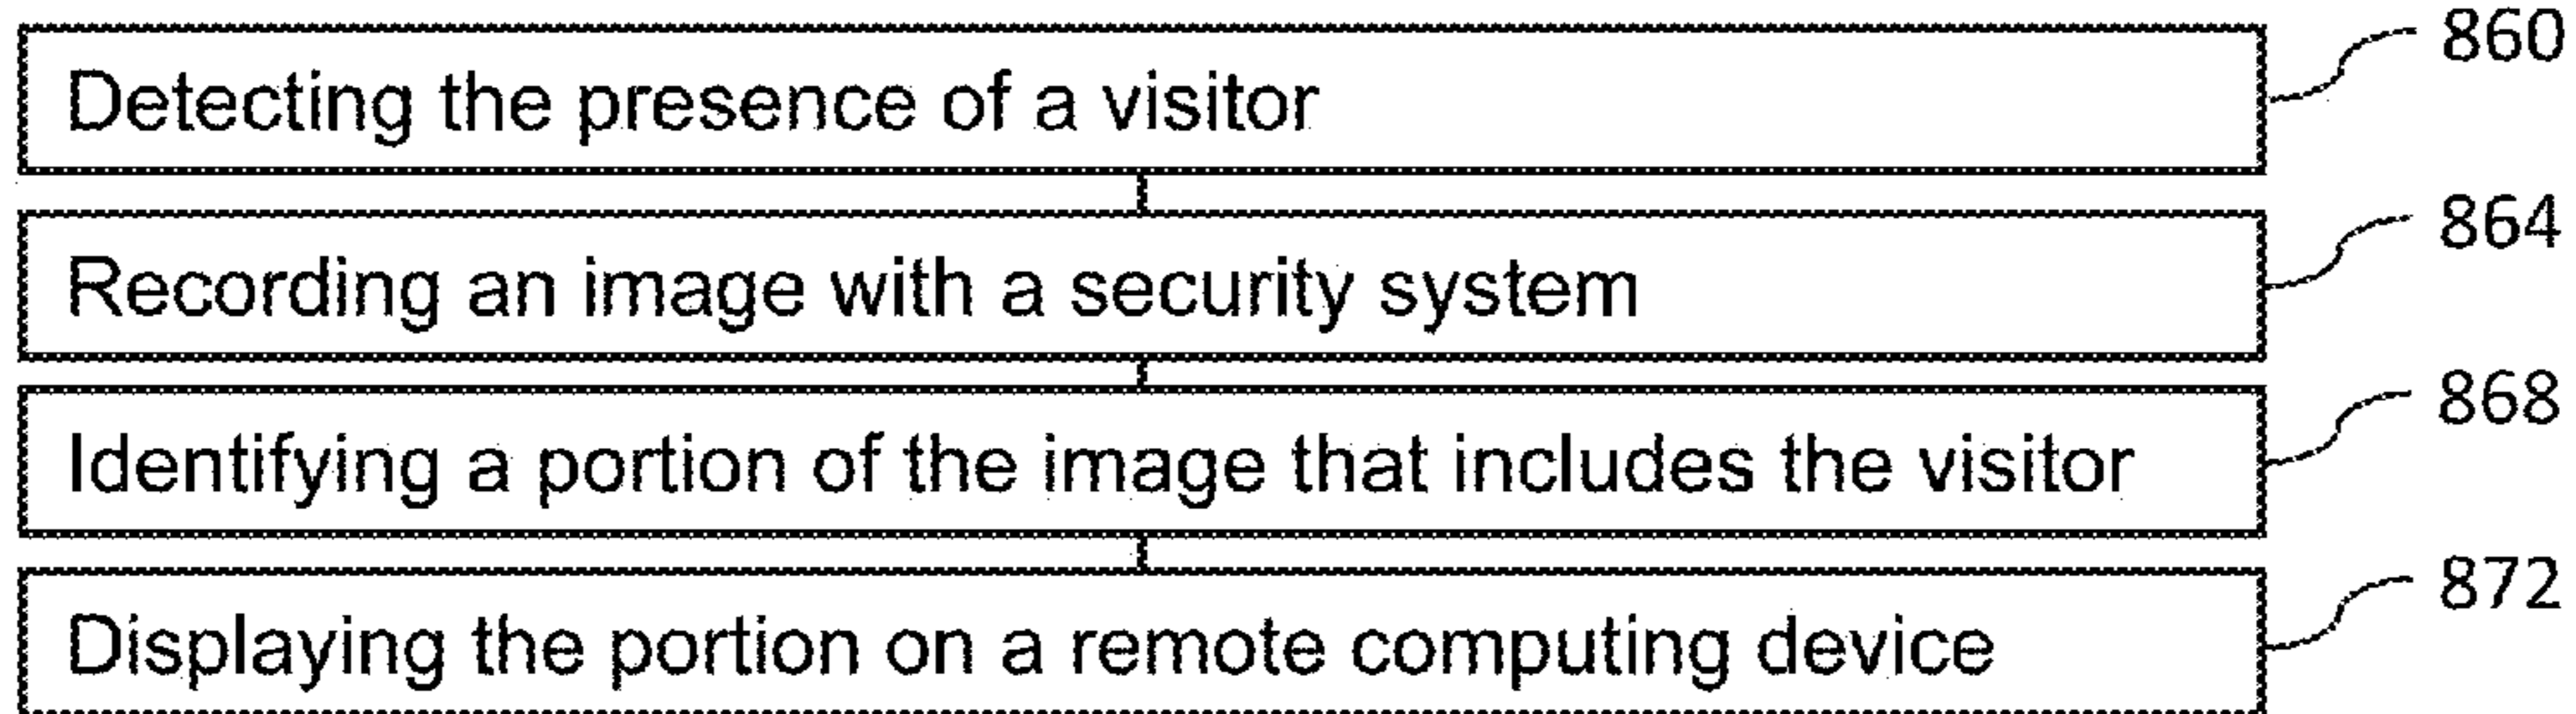 Detecting the presence of a visitor 860
Recording an image with a security system 864
Identifying a portion of the image that includes the visitor 868
Displaying the portion on a remote computing device 872